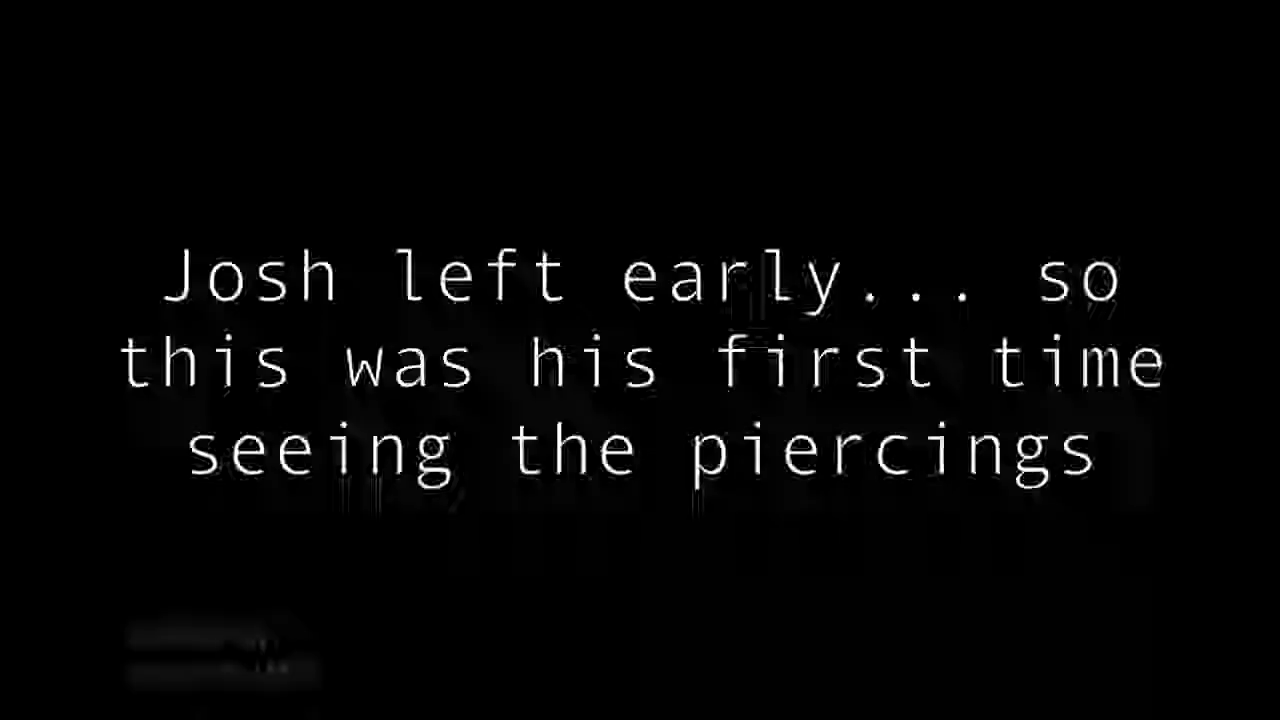 Josh left early... so
this was his first time
seeing the piercings